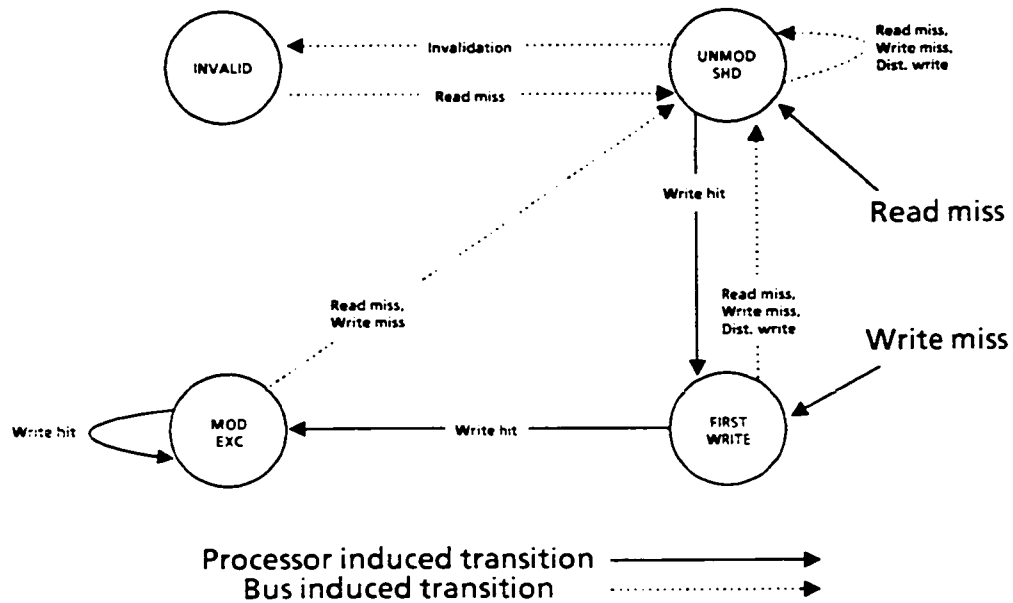 INVALID
Invalidation
Read miss
UNMOD
SHD
Read miss,
Write miss,
Dist. write
Write hit
Read miss
Read miss,
Write miss
Read miss,
Write miss,
Dist. write
Write miss
Write hit
MOD
EXC
Write hit
FIRST
WRITE
Processor induced transition
Bus induced transition